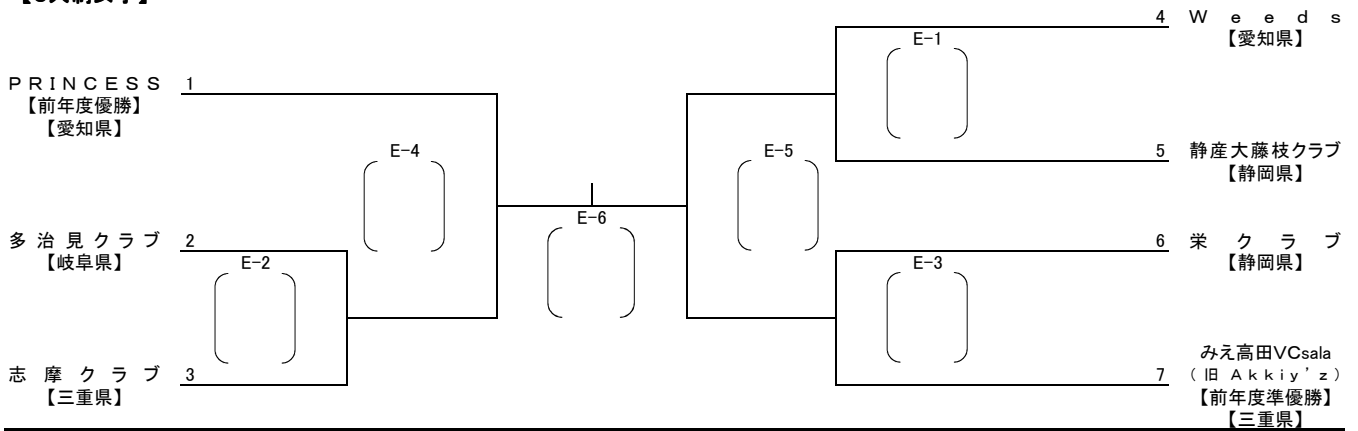 4 Weeds
【愛知県】
E-1
PRINCESS 1
【前年度優勝】
【愛知県】
E-4
E-5
5 静産大藤枝クラブ
【静岡県】
E-6
多治見クラブ 2
【岐阜県】
E-2
6 栄クラブ
【静岡県】
E-3
志摩クラブ 3
【三重県】
みえ高田VCsala
7 (旧 Akkiy'z)
【前年度準優勝】
【三重県】